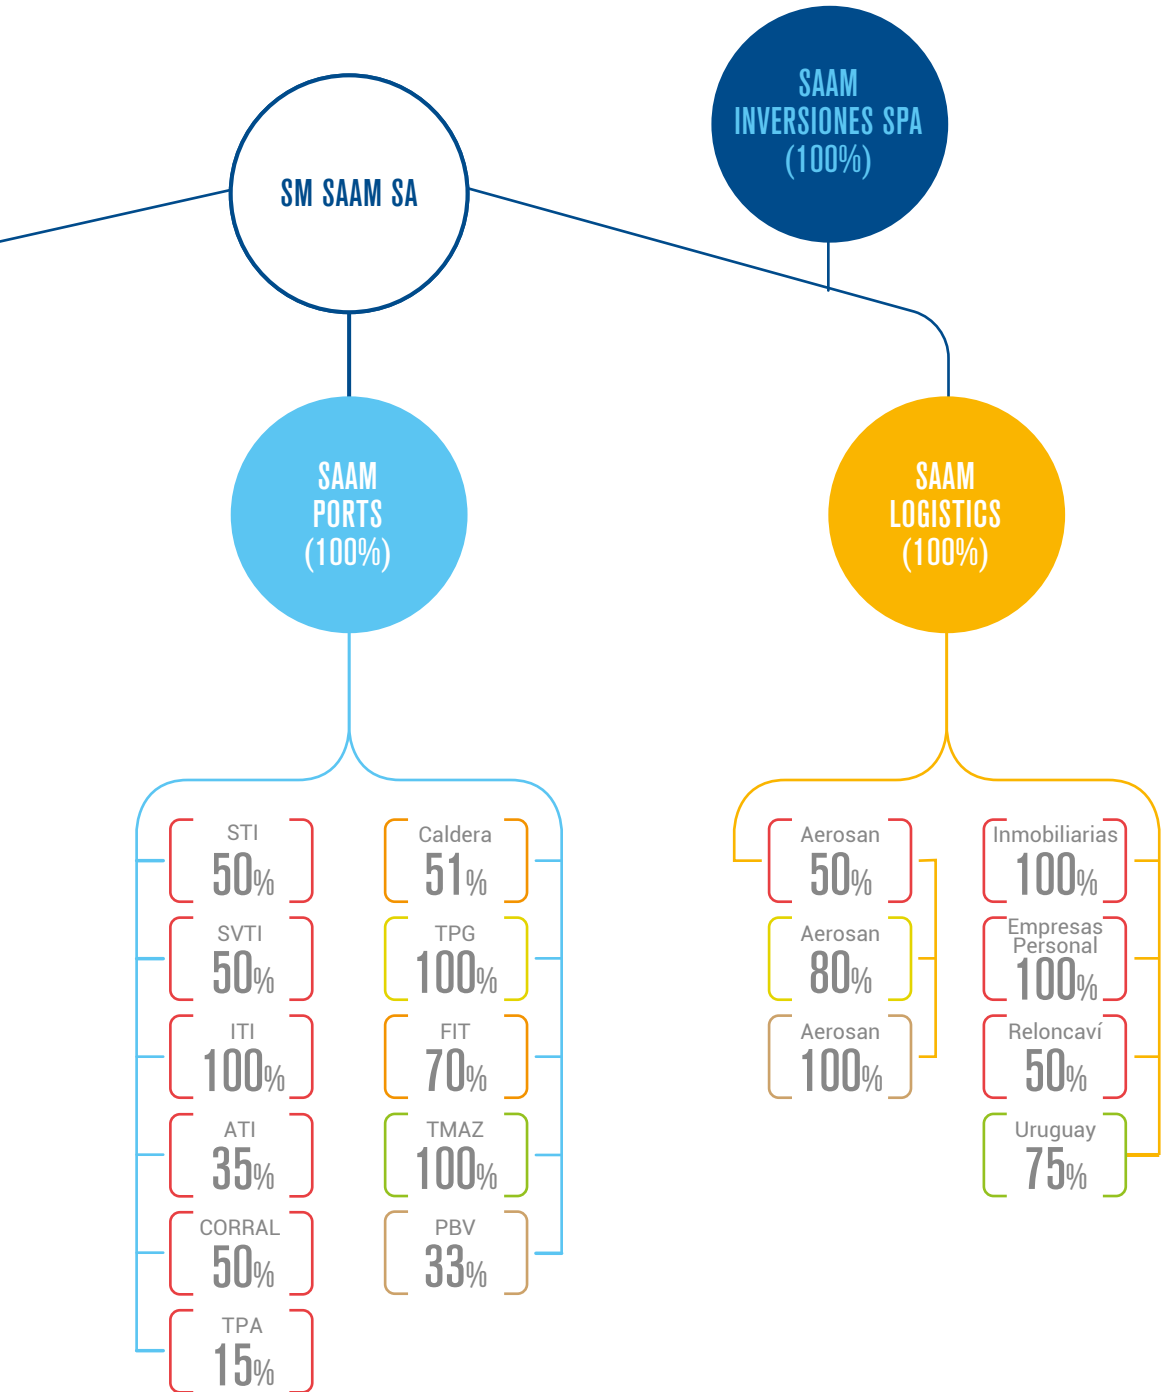 SAAM
INVERSIONES SPA
(100%)
SM SAAM SA
SAAM
PORTS
(100%)
SAAM
LOGISTICS
(100%)
STI
50%
SVTI
50%
ITI
100%
ATI
35%
CORRAL
50%
TPA
15%
Caldera
51%
TPG
100%
FIT
70%
TMAZ
100%
PBV
33%
Aerosan
50%
Aerosan
80%
Aerosan
100%
Inmobiliarias
100%
Empresas
Personal
100%
Reloncaví
50%
Uruguay
75%